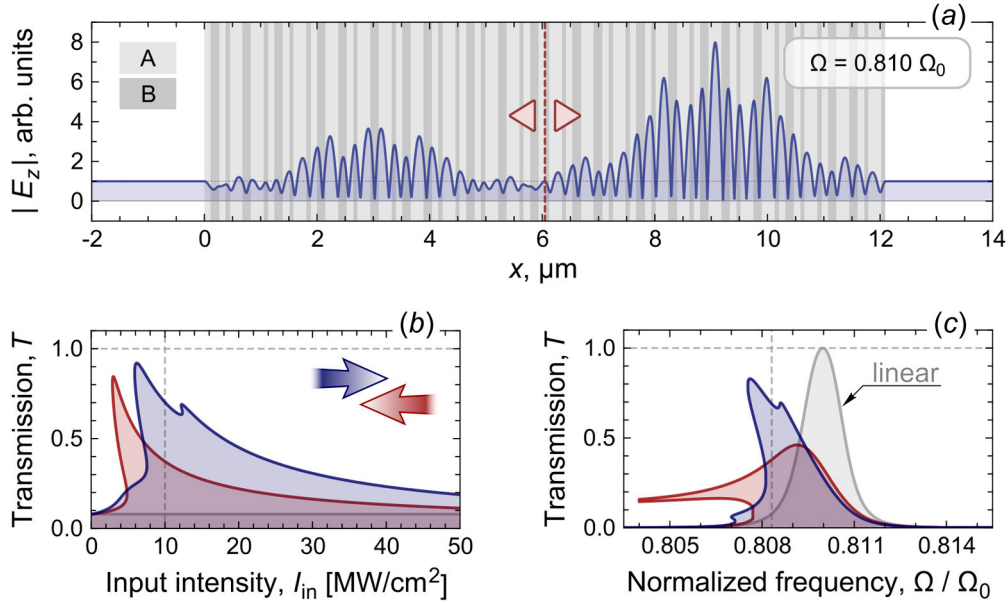 (a)
| E_z |, arb. units
8
6
4
2
0
A
B
Ω = 0.810 Ω_0
-2 0 2 4 6 8 10 12 14
x, μm
(b)
Transmission, T
1.0
0.5
0.0
0 10 20 30 40 50
Input intensity, I_in [MW/cm²]
(c)
Transmission, T
1.0
0.5
0.0
linear
0.805 0.808 0.811 0.814
Normalized frequency, Ω / Ω_0